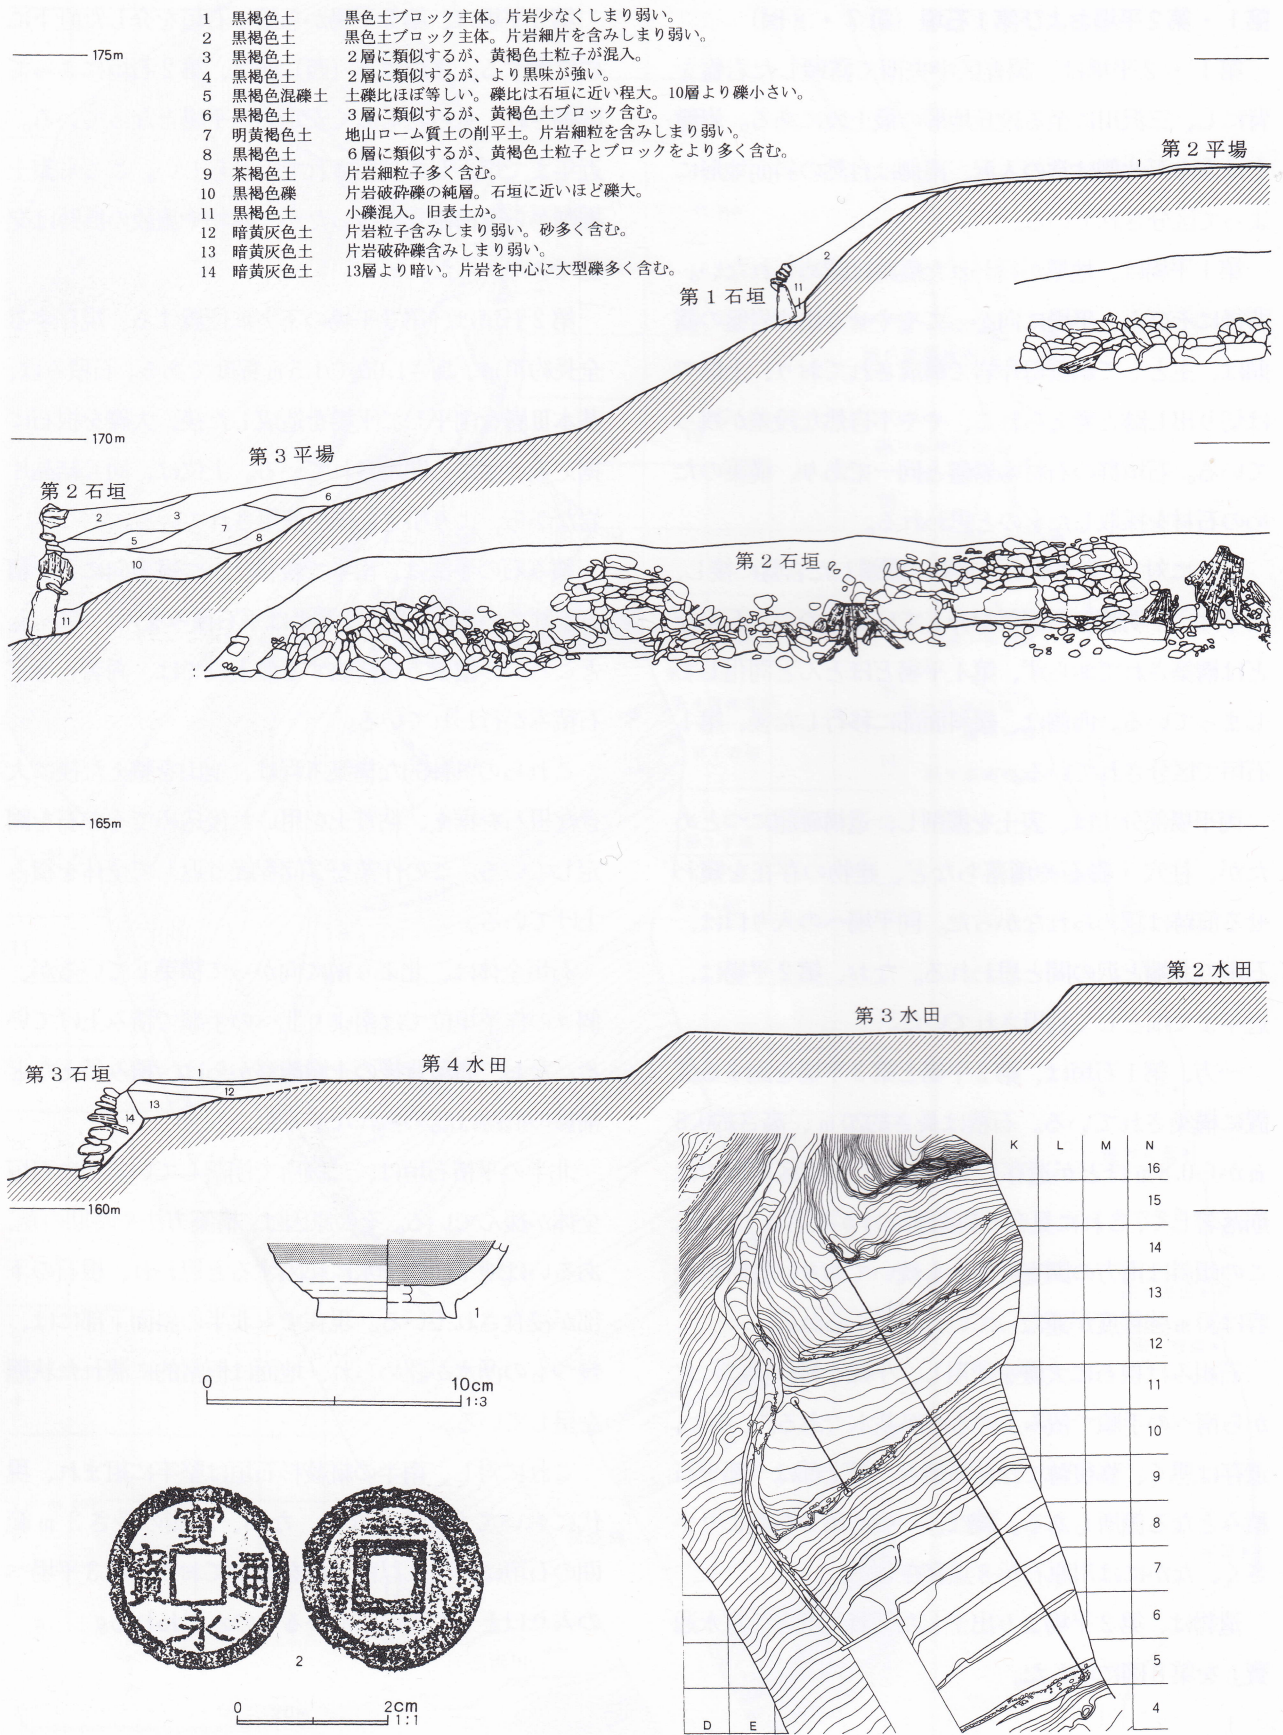 1 黒褐色土 黒色土ブロック主体。片岩少なくしまり弱い。
2 黒褐色土 黒色土ブロック主体。片岩細片を含みしまり弱い。
3 黒褐色土 2層に類似するが、黄褐色土粒子が混入。
4 黒褐色土 2層に類似するが、より黒味が強い。
5 黒褐色混礫土 土礫比ほぼ等しい。礫比は石垣に近い程大。10層より礫小さい。
6 黒褐色土 3層に類似するが、黄褐色土ブロック含む。
7 明黄褐色土 地山ローム質土の削平土。片岩細粒を含みしまり弱い。
8 黒褐色土 6層に類似するが、黄褐色土粒子とブロックをより多く含む。
9 茶褐色土 片岩細粒子多く含む。
10 黒褐色礫 片岩破砕礫の純層。石垣に近いほど礫大。
11 黒褐色土 小礫混入。旧表土か。
12 暗黄灰色土 片岩粒子含みしまり弱い。砂多く含む。
13 暗黄灰色土 片岩破砕礫含みしまり弱い。
14 暗黄灰色土 13層より暗い。片岩を中心に大型礫多く含む。
175m
第2平場
1
2
第1石垣
11
170m
第3平場
第2石垣
6
2
3
7
5
8
10
11
第2石垣
165m
第2水田
第3水田
第4水田
第3石垣
1
12
13
14
160m
1
0 10cm
1:3
寛永通寳
2
0 2cm
1:1
K L M N
16
15
14
13
12
11
10
9
8
7
6
5
4
D E